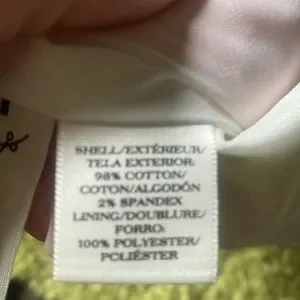 SHELL/EXTÉRIEUR/
TELA EXTERIOR:
98% COTTON/
COTON/ALGODÓN
2% SPANDEX
LINING/DOUBLURE/
FORRO:
100% POLYESTER/
POLIÉSTER